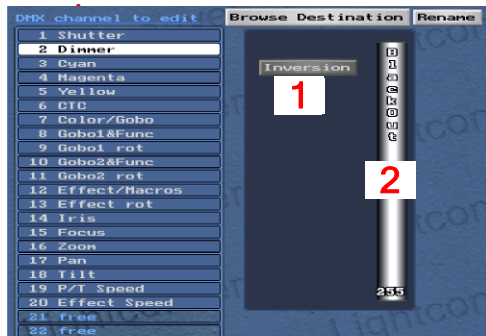 DMX channel to edit
Browse Destination
Rename
1 Shutter
2 Dimmer
3 Cyan
4 Magenta
5 Yellow
6 CTC
7 Color/Gobo
8 Gobo1&Func
9 Gobo1 rot
10 Gobo2&Func
11 Gobo2 rot
12 Effect/Macros
13 Effect rot
14 Iris
15 Focus
16 Zoom
17 Pan
18 Tilt
19 P/T Speed
20 Effect Speed
21 free
22 free
Inversion
1
Blackout
2
255